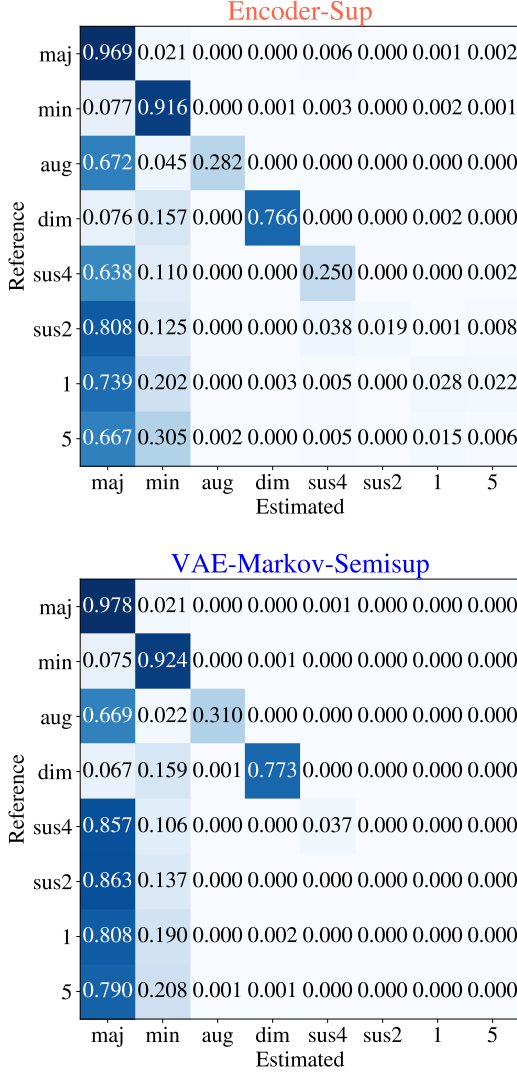 Encoder-Sup
maj 0.969 0.021 0.000 0.000 0.006 0.000 0.001 0.002
min 0.077 0.916 0.000 0.001 0.003 0.000 0.002 0.001
aug 0.672 0.045 0.282 0.000 0.000 0.000 0.000 0.000
dim 0.076 0.157 0.000 0.766 0.000 0.000 0.002 0.000
Reference
sus4 0.638 0.110 0.000 0.000 0.250 0.000 0.000 0.002
sus2 0.808 0.125 0.000 0.000 0.038 0.019 0.001 0.008
1 0.739 0.202 0.000 0.003 0.005 0.000 0.028 0.022
5 0.667 0.305 0.002 0.000 0.005 0.000 0.015 0.006
maj min aug dim sus4 sus2 1 5
Estimated
VAE-Markov-Semisup
maj 0.978 0.021 0.000 0.000 0.001 0.000 0.000 0.000
min 0.075 0.924 0.000 0.001 0.000 0.000 0.000 0.000
aug 0.669 0.022 0.310 0.000 0.000 0.000 0.000 0.000
dim 0.067 0.159 0.001 0.773 0.000 0.000 0.000 0.000
Reference
sus4 0.857 0.106 0.000 0.000 0.037 0.000 0.000 0.000
sus2 0.863 0.137 0.000 0.000 0.000 0.000 0.000 0.000
1 0.808 0.190 0.000 0.002 0.000 0.000 0.000 0.000
5 0.790 0.208 0.001 0.001 0.000 0.000 0.000 0.000
maj min aug dim sus4 sus2 1 5
Estimated